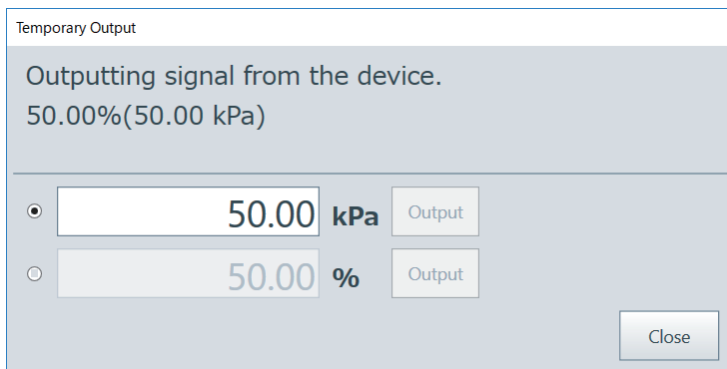 Temporary Output
Outputting signal from the device.
50.00%(50.00 kPa)
50.00 kPa Output
50.00 % Output
Close